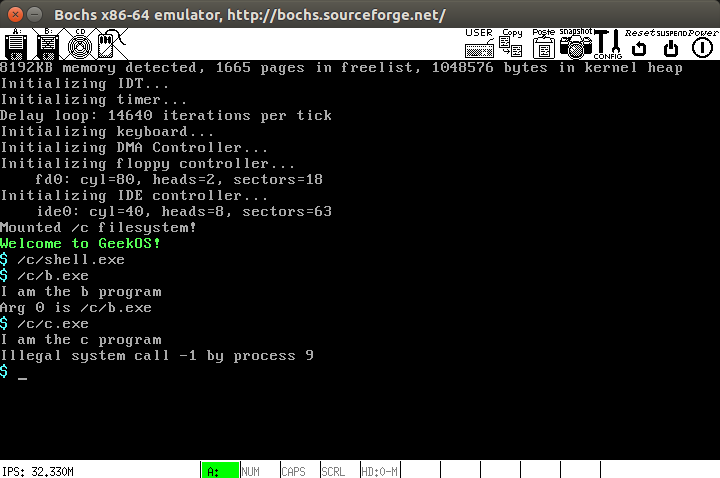 Bochs x86-64 emulator, http://bochs.sourceforge.net/
A: B: CD USER Copy Paste snapshot CONFIG Reset SUSPEND Power
8192KB memory detected, 1665 pages in freelist, 1048576 bytes in kernel heap
Initializing IDT...
Initializing timer...
Delay loop: 14640 iterations per tick
Initializing keyboard...
Initializing DMA Controller...
Initializing floppy controller...
    fd0: cyl=80, heads=2, sectors=18
Initializing IDE controller...
    ide0: cyl=40, heads=8, sectors=63
Mounted /c filesystem!
Welcome to GeekOS!
$ /c/shell.exe
$ /c/b.exe
I am the b program
Arg 0 is /c/b.exe
$ /c/c.exe
I am the c program
Illegal system call -1 by process 9
$ _
IPS: 32.330M A: NUM CAPS SCRL HD:0-M